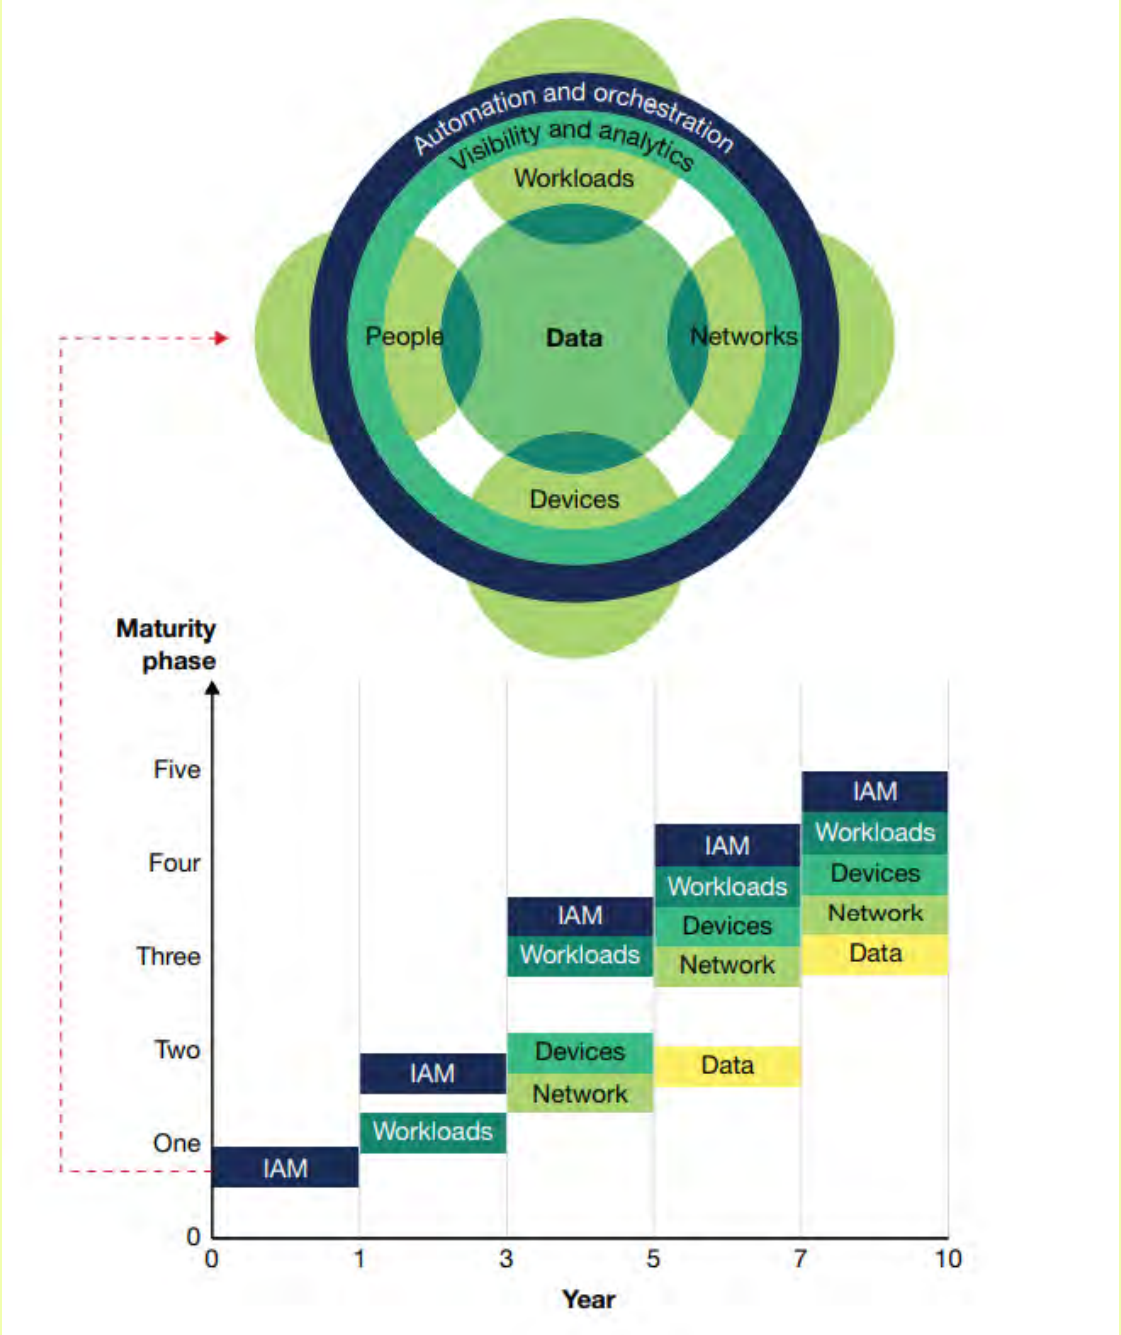 Automation and orchestration
Visibility and analytics
Workloads
People
Data
Networks
Devices
Maturity
phase
Five
IAM
Workloads
Four
IAM
Devices
Workloads
IAM
Network
Devices
Three
Workloads
Data
Network
Two
Devices
Data
IAM
Network
One
Workloads
IAM
0
0 1 3 5 7 10
Year